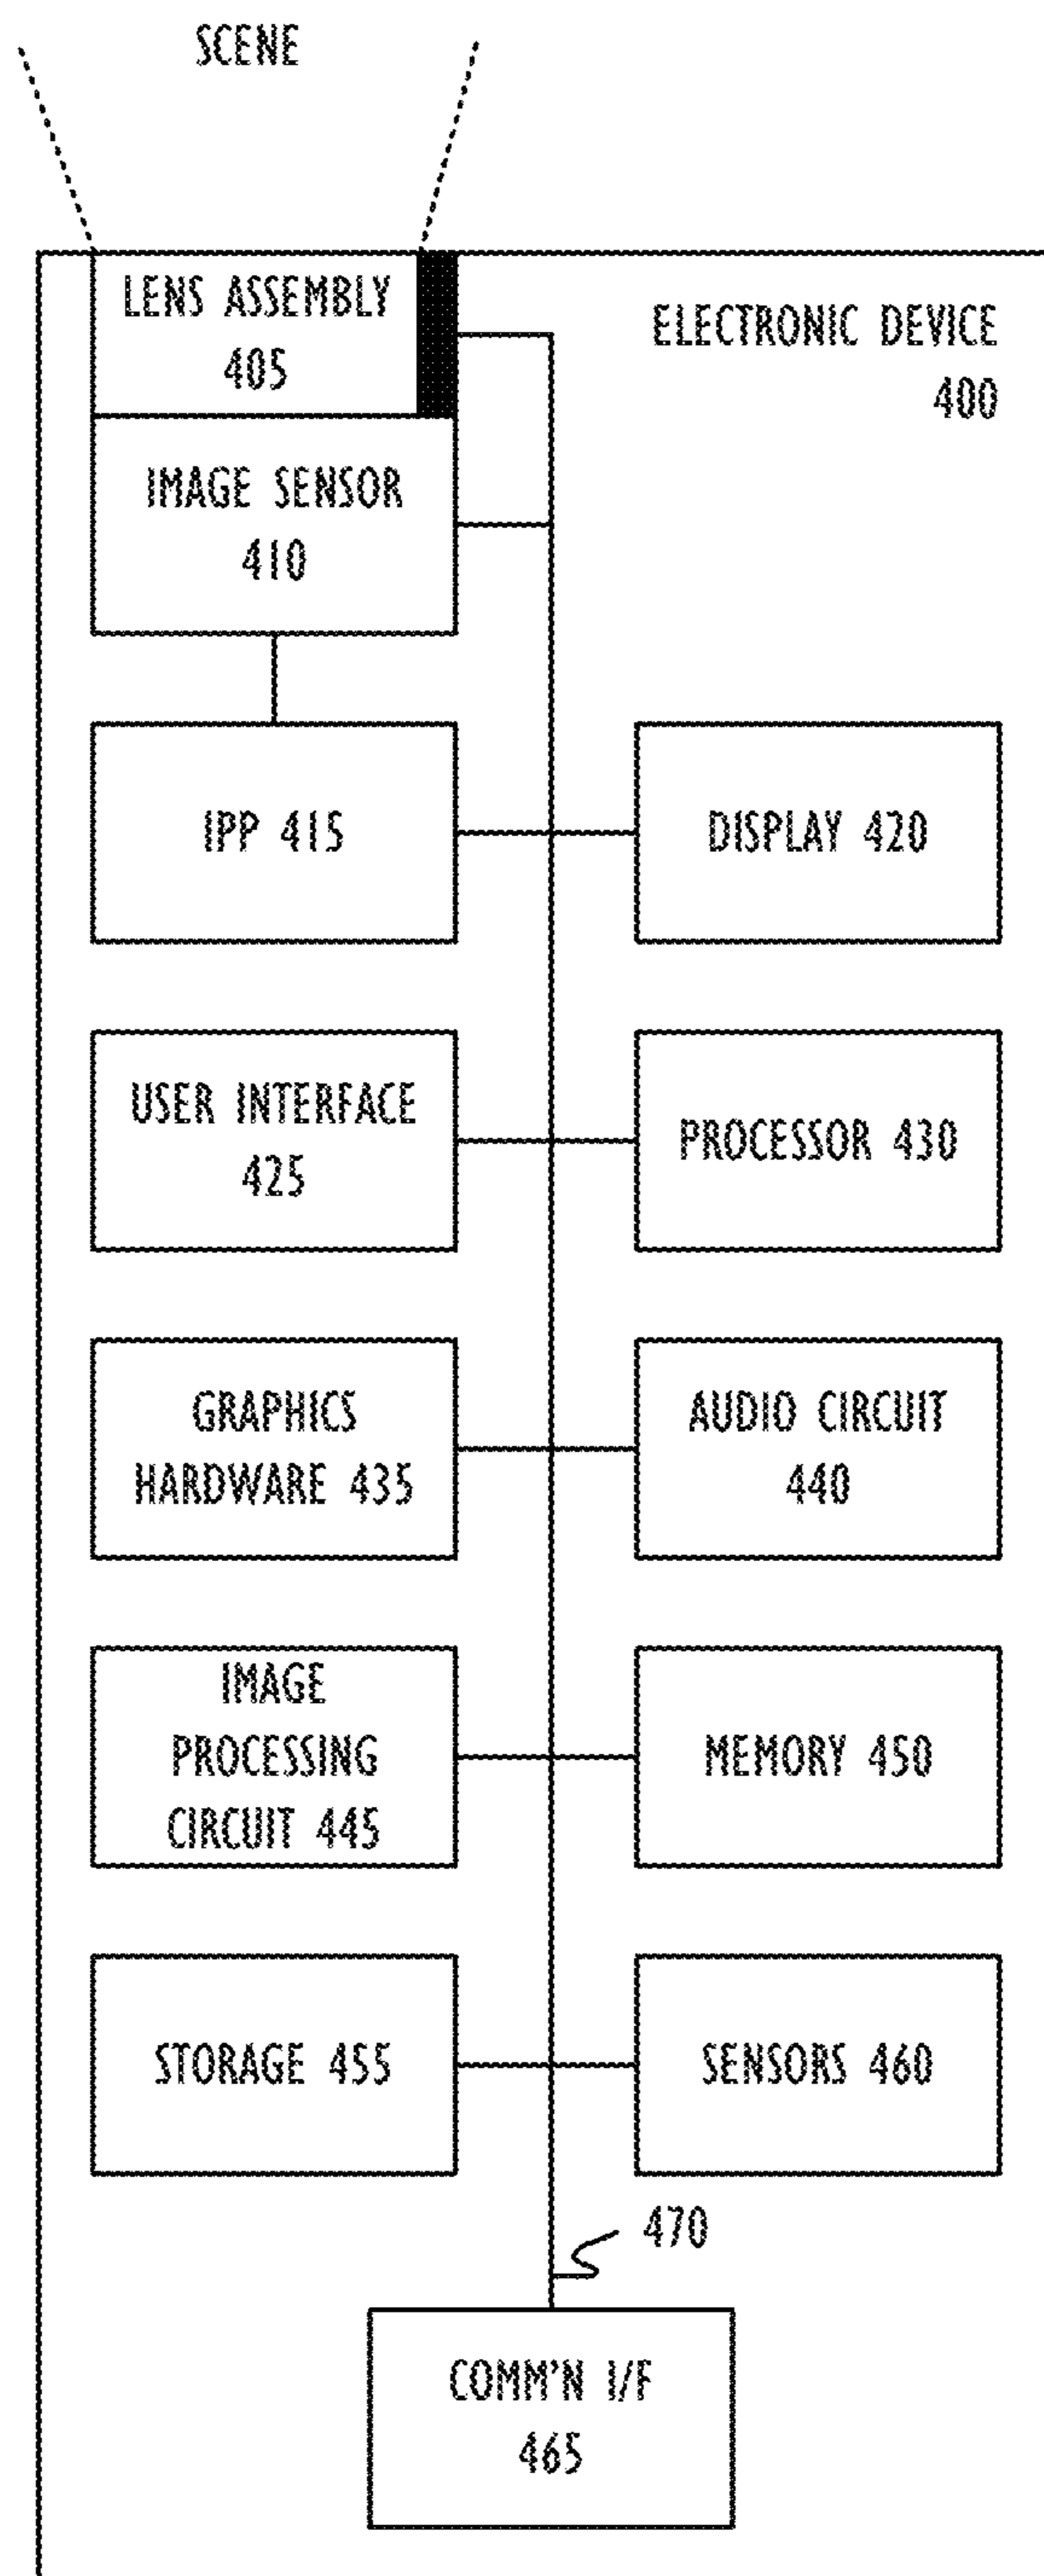 SCENE
LENS ASSEMBLY
405
ELECTRONIC DEVICE
400
IMAGE SENSOR
410
IPP 415
DISPLAY 420
USER INTERFACE
425
PROCESSOR 430
GRAPHICS
HARDWARE 435
AUDIO CIRCUIT
440
IMAGE
PROCESSING
CIRCUIT 445
MEMORY 450
STORAGE 455
SENSORS 460
470
COMM'N I/F
465